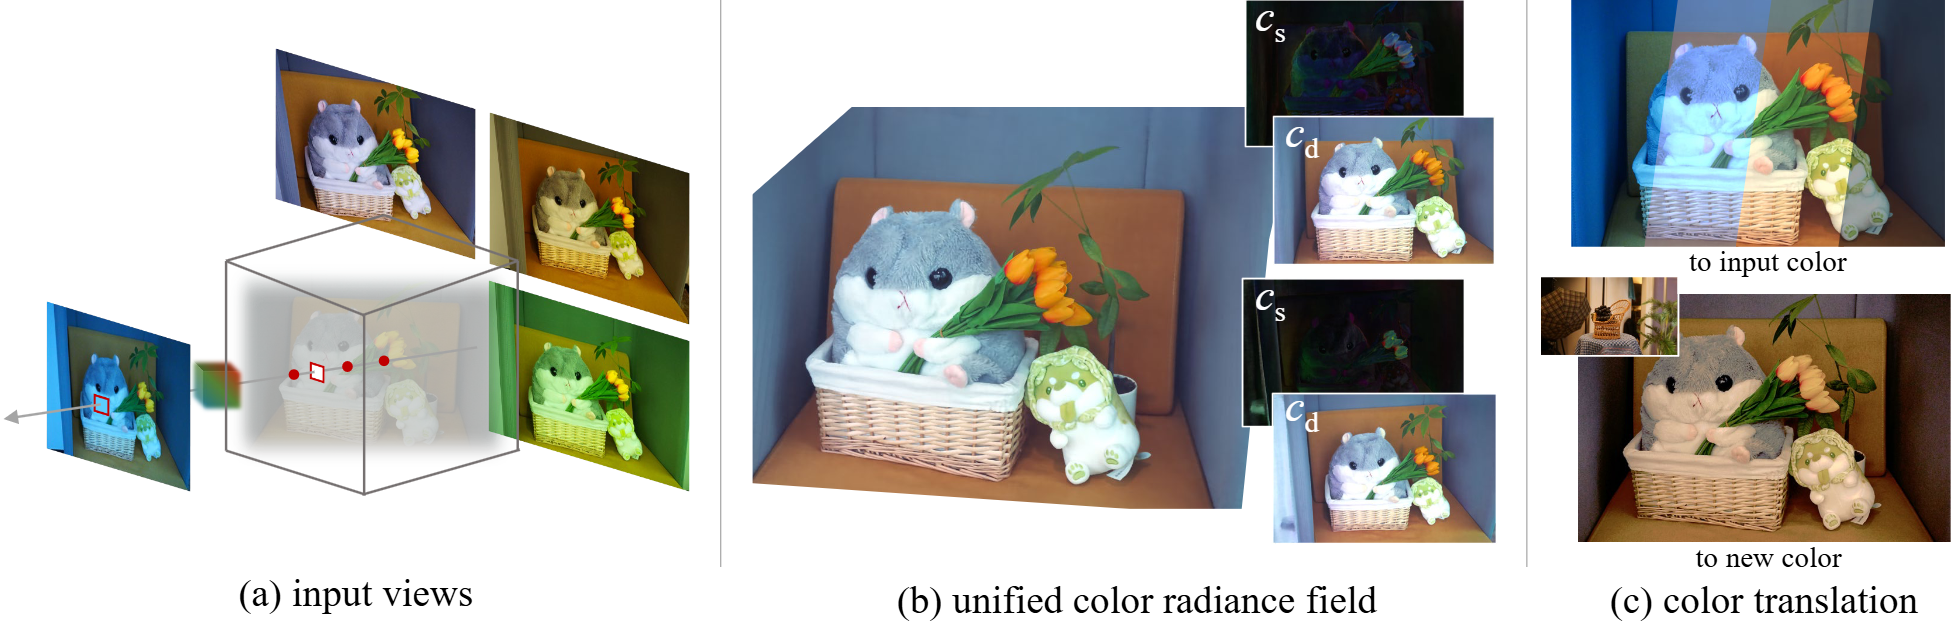 (a) input views
c_s
c_d
c_s
c_d
(b) unified color radiance field
to input color
to new color
(c) color translation